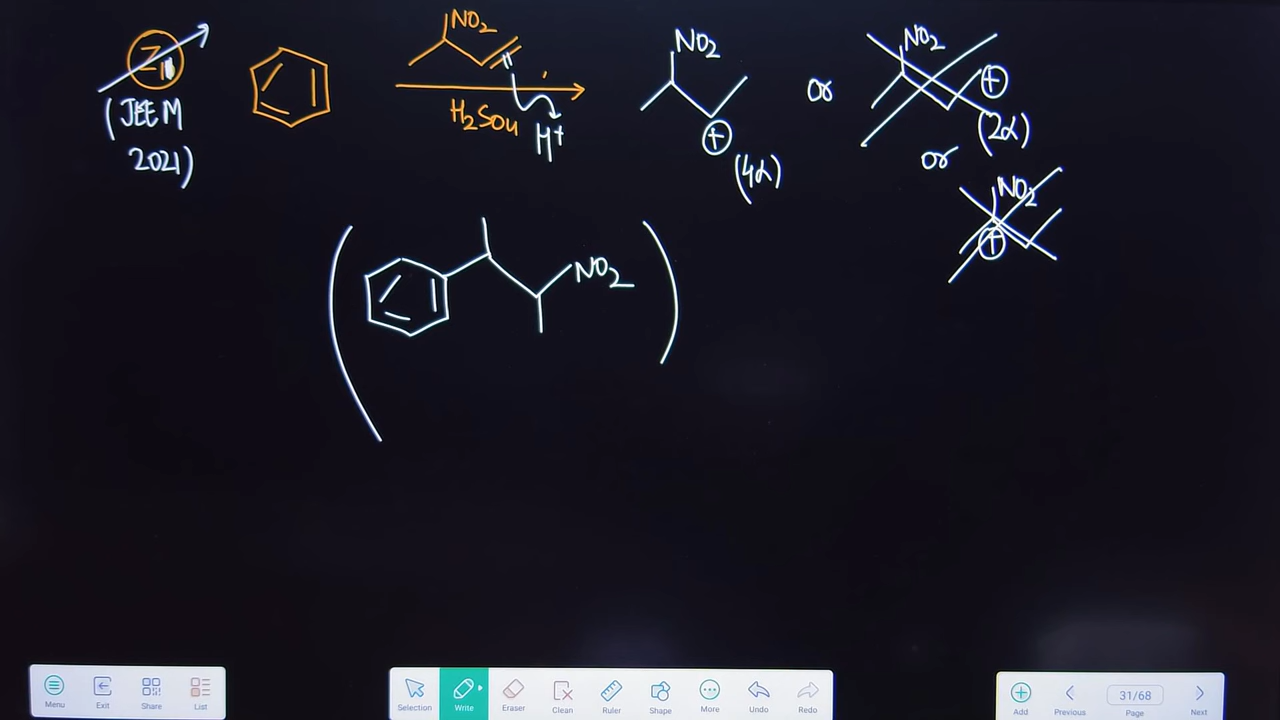 NO2
NO2
NO2
(JEE M
2021)
H2SO4
H+
or
(4α)
(2α)
or
NO2
NO2
Menu
Exit
Share
List
Selection
Write
Eraser
Clean
Ruler
Shape
More
Undo
Redo
Add
Previous
31/68
Page
Next